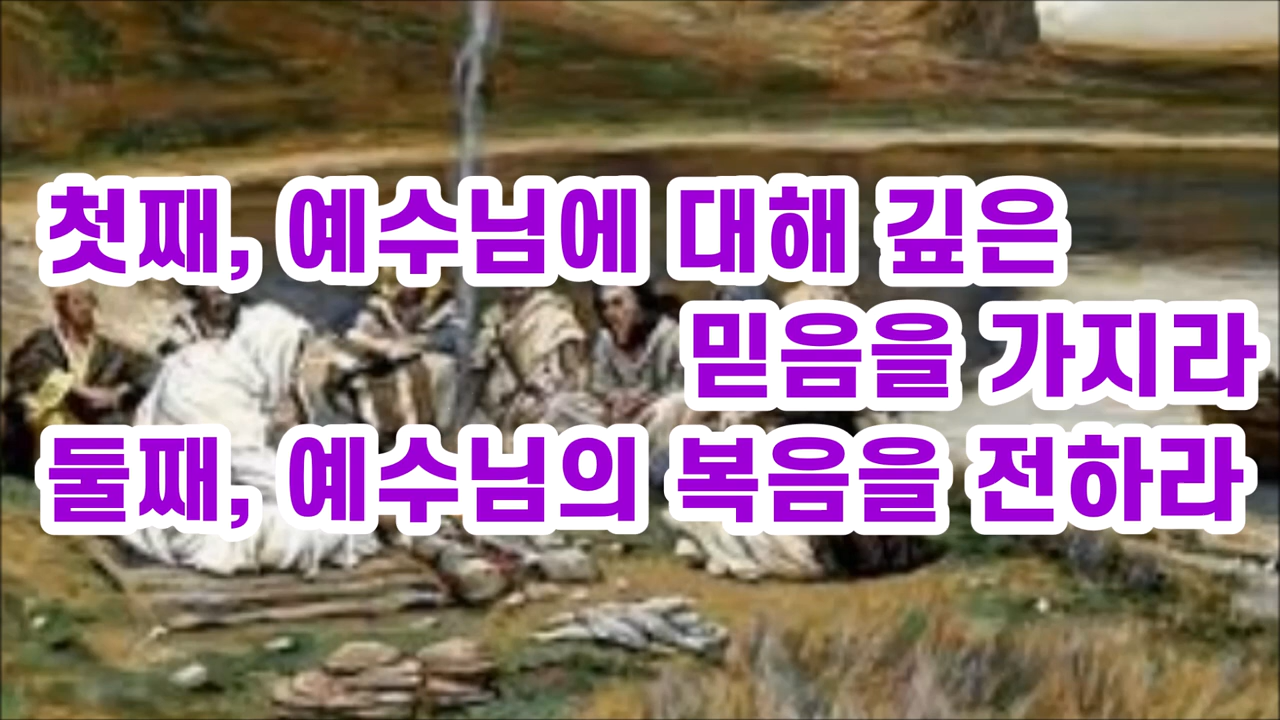 첫째, 예수님에 대해 깊은
믿음을 가지라
둘째, 예수님의 복음을 전하라